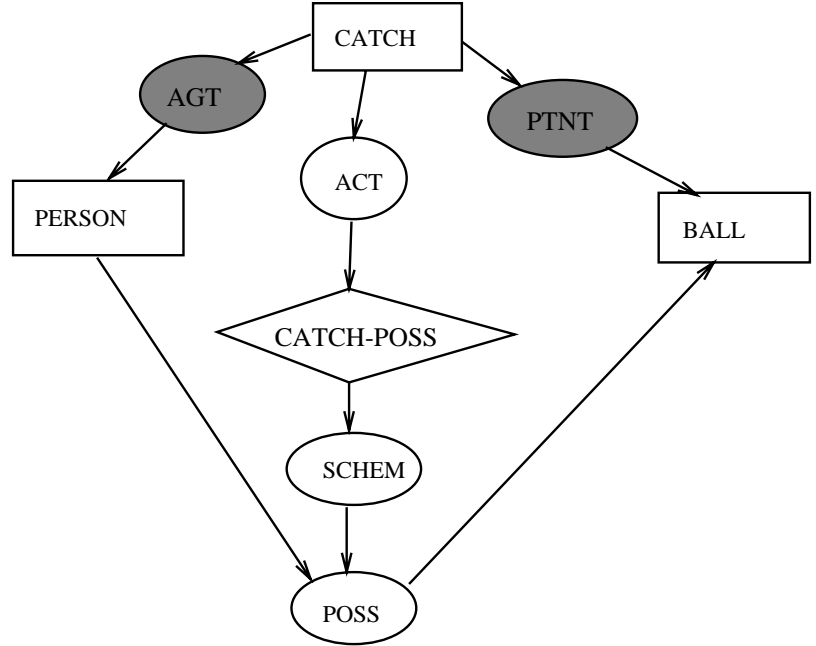 CATCH
AGT
PTNT
ACT
PERSON
BALL
CATCH-POSS
SCHEM
POSS